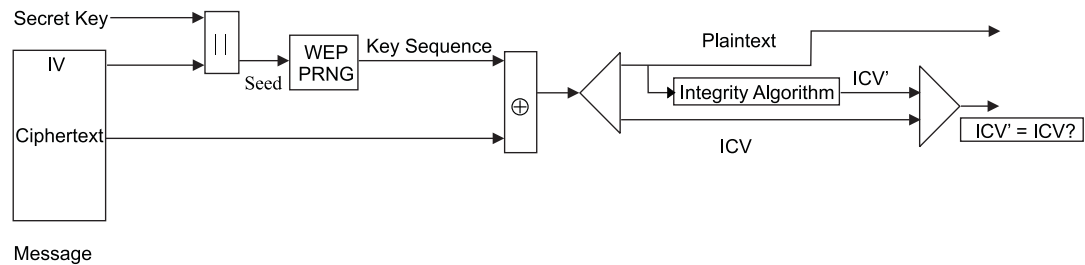 Secret Key
IV
Ciphertext
Message
||
Seed
WEP
PRNG
Key Sequence
⊕
Plaintext
Integrity Algorithm
ICV’
ICV
ICV’ = ICV?